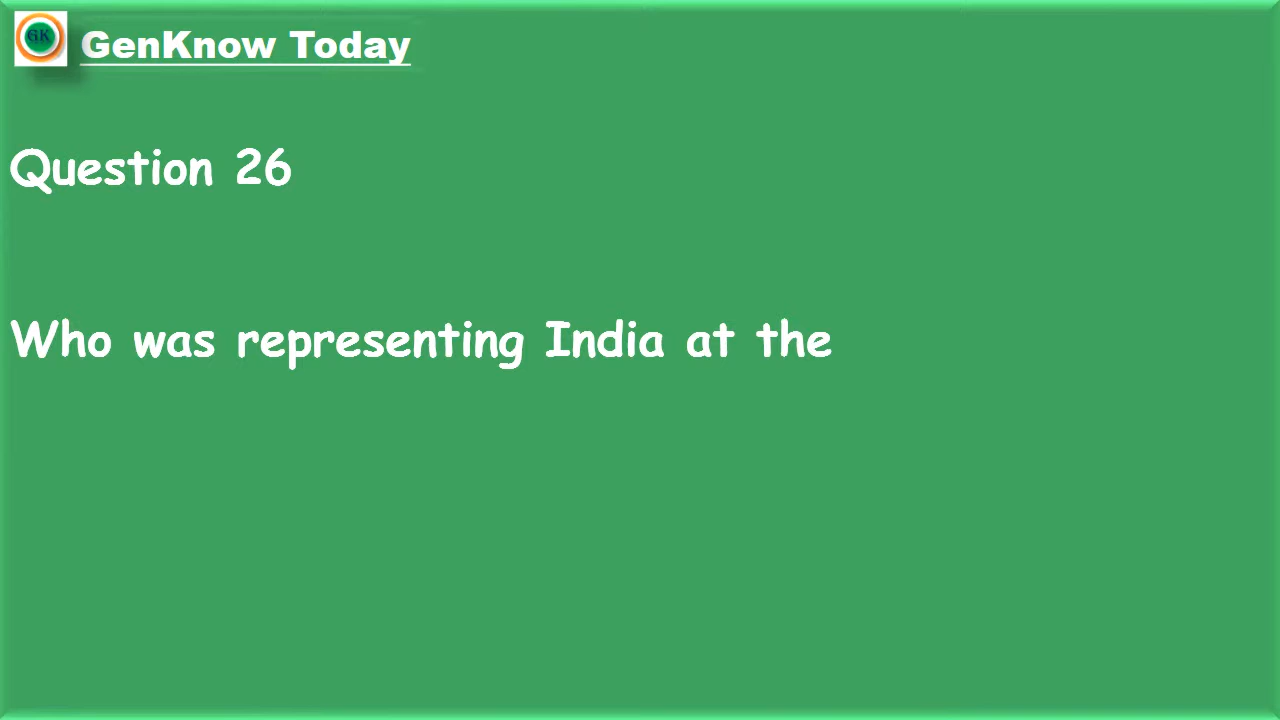 GK
GenKnow Today
Question 26
Who was representing India at the